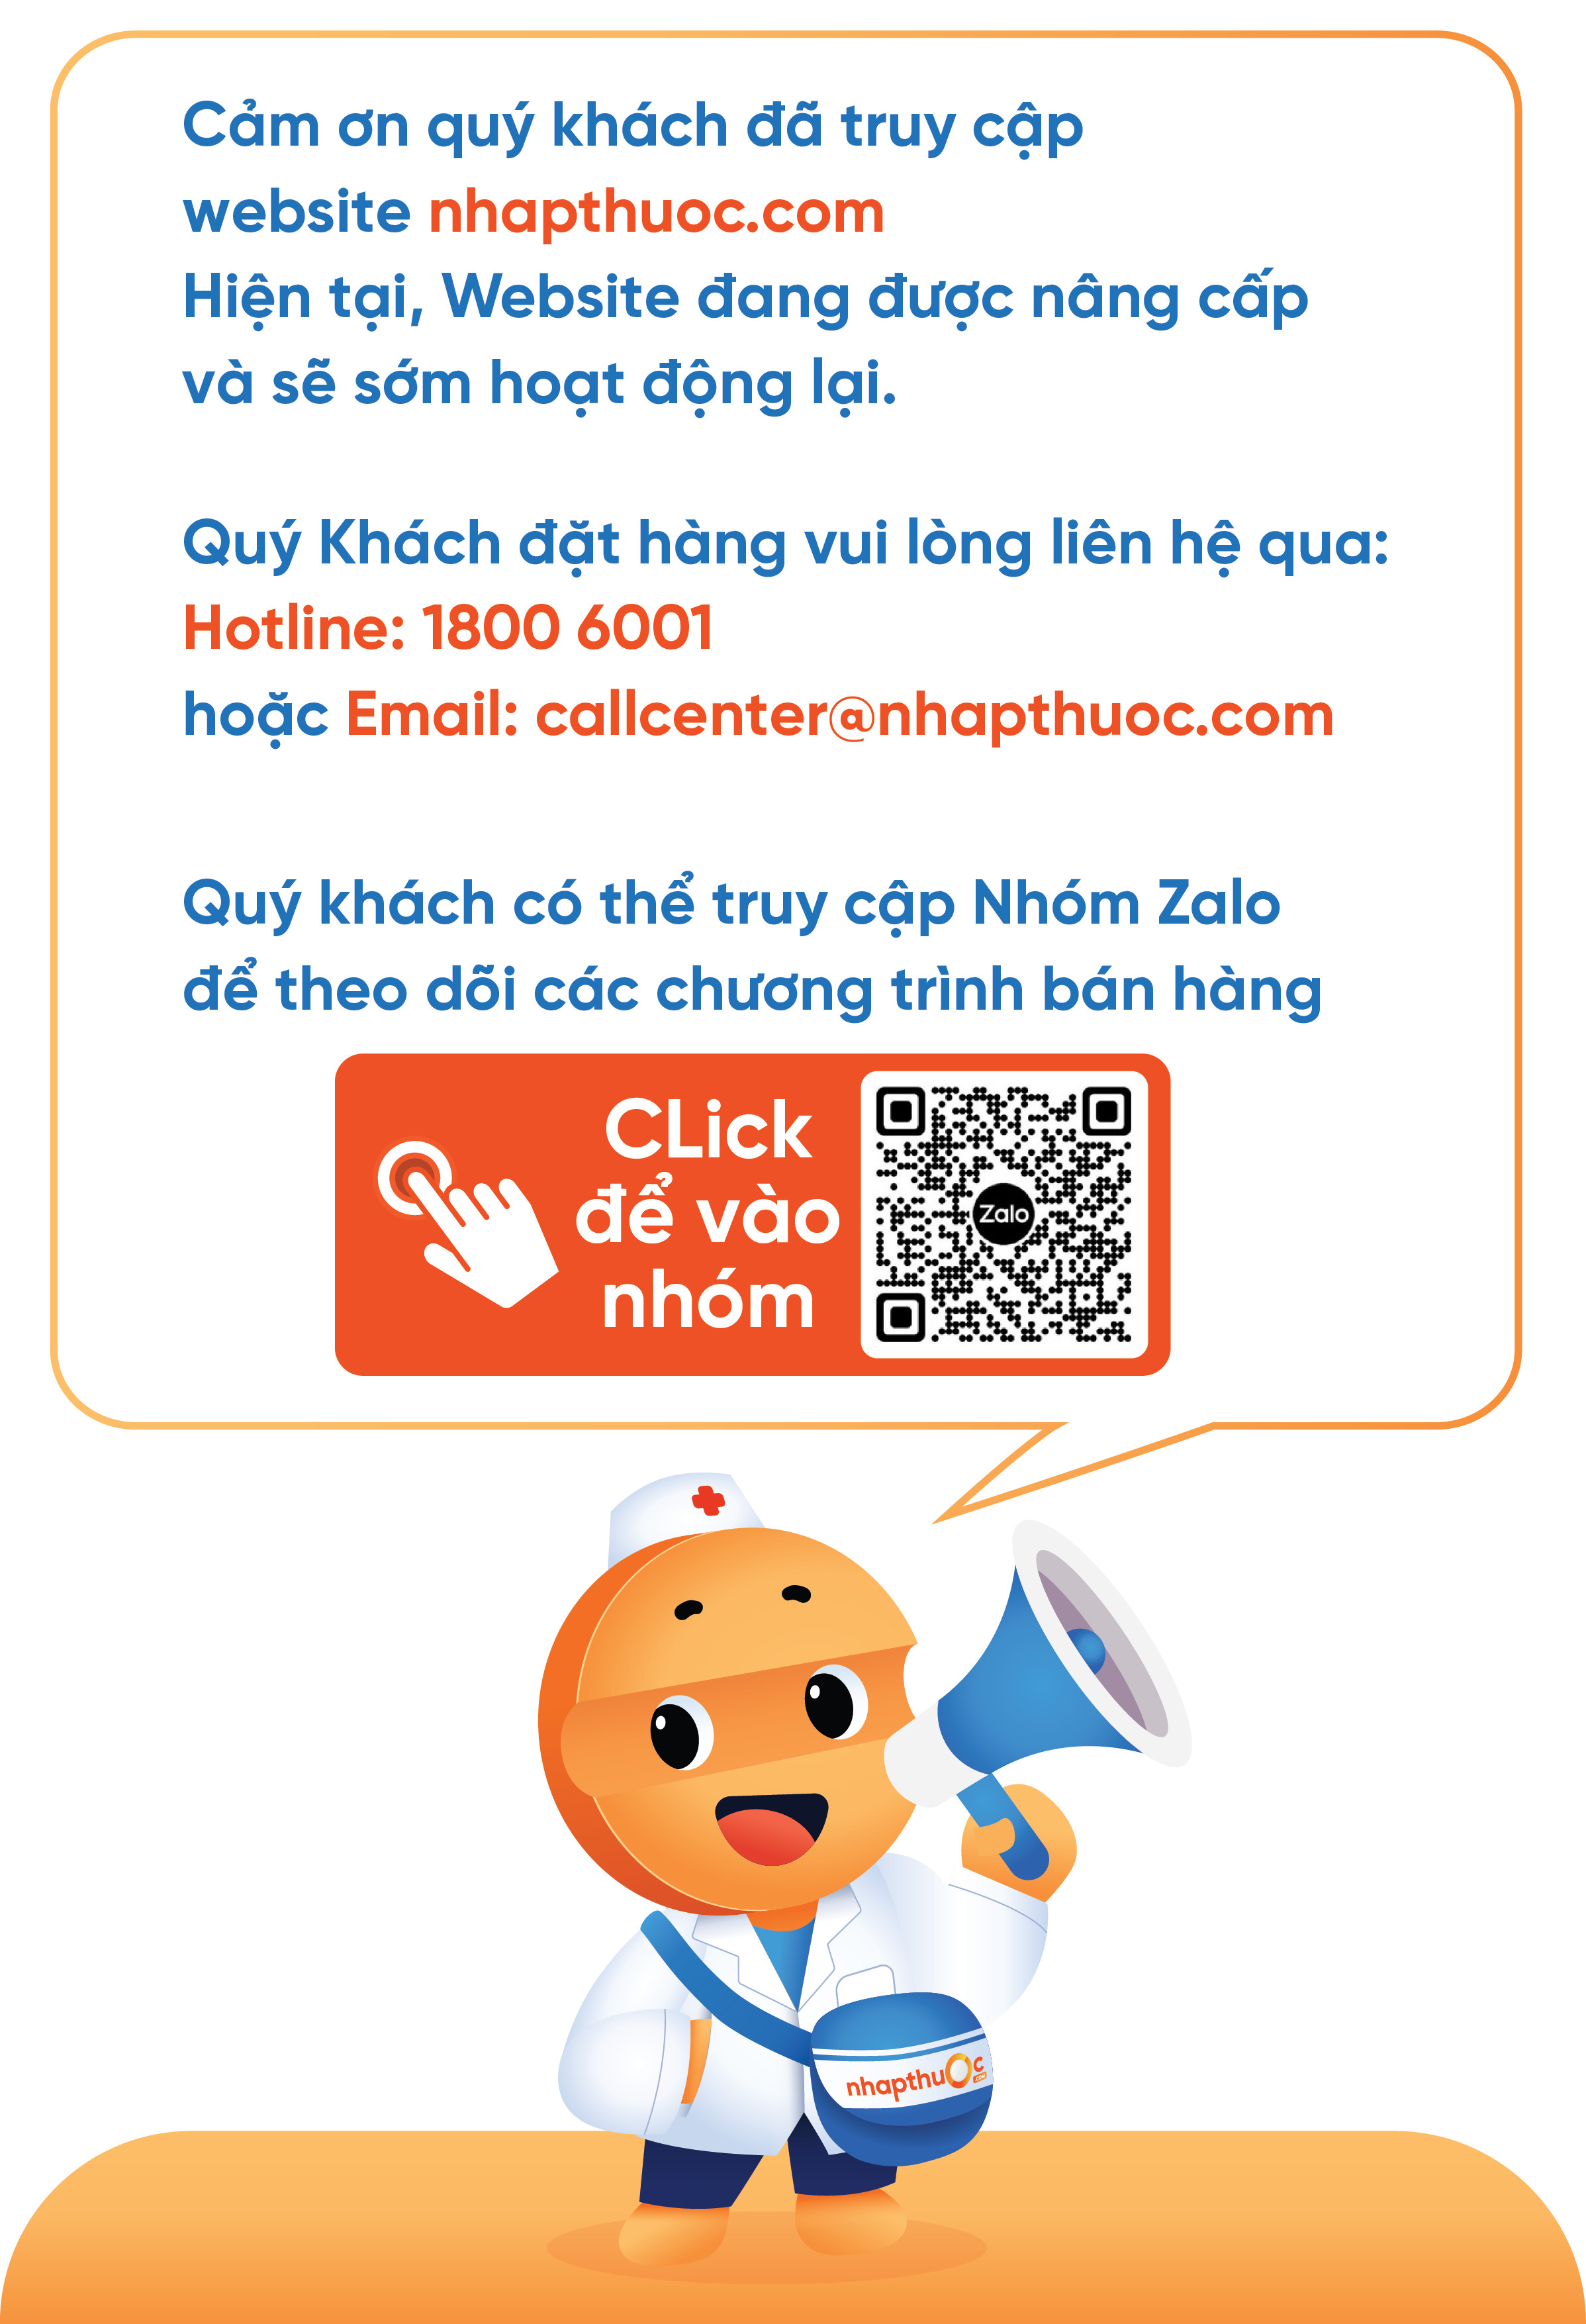 Cảm ơn quý khách đã truy cập
website nhapthuoc.com
Hiện tại, Website đang được nâng cấp
và sẽ sớm hoạt động lại.
Quý Khách đặt hàng vui lòng liên hệ qua:
Hotline: 1800 6001
hoặc Email: callcenter@nhapthuoc.com
Quý khách có thể truy cập Nhóm Zalo
để theo dõi các chương trình bán hàng
CLick
để vào
nhóm
Zalo
nhapthuoc
.COM